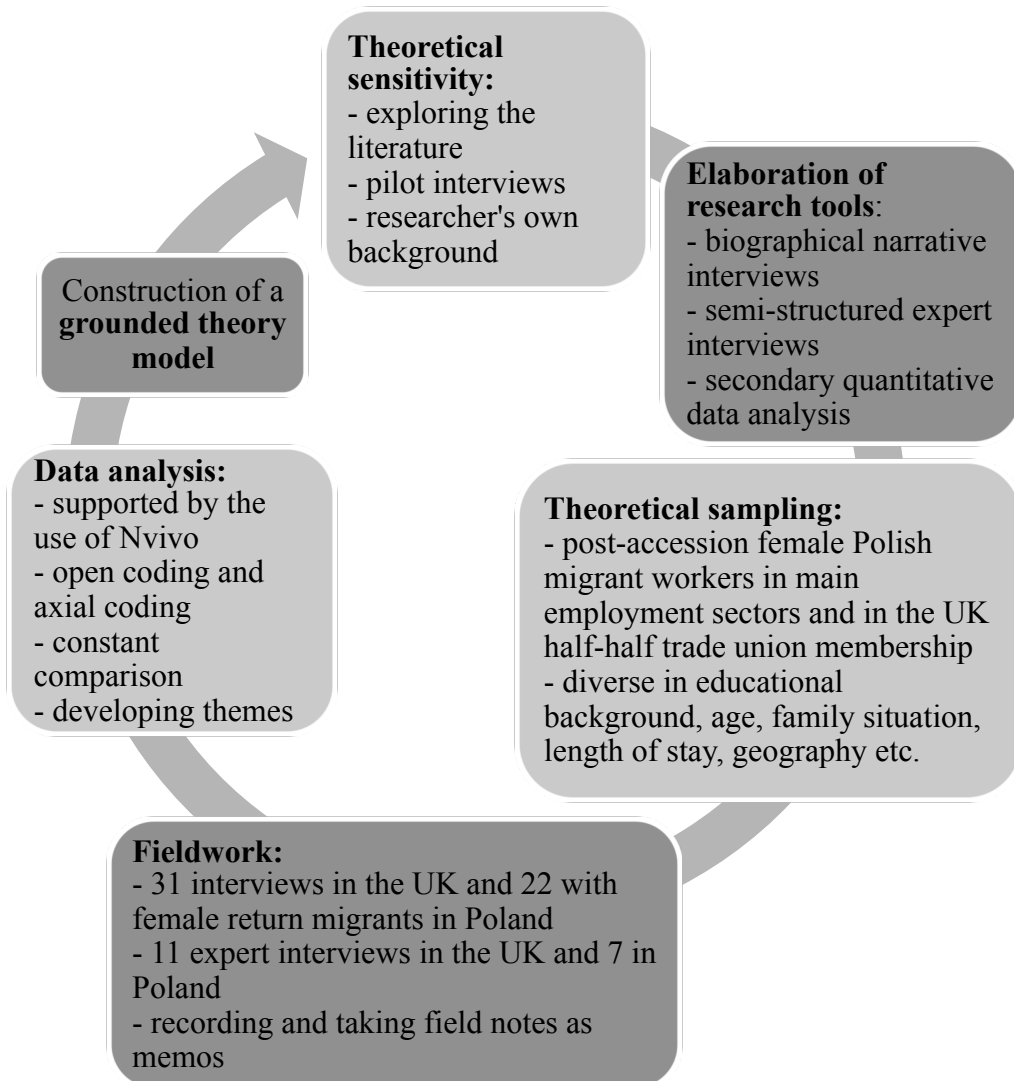 Theoretical
sensitivity:
- exploring the
literature
- pilot interviews
- researcher's own
background
Elaboration of
research tools:
- biographical narrative
interviews
- semi-structured expert
interviews
- secondary quantitative
data analysis
Theoretical sampling:
- post-accession female Polish
migrant workers in main
employment sectors and in the UK
half-half trade union membership
- diverse in educational
background, age, family situation,
length of stay, geography etc.
Fieldwork:
- 31 interviews in the UK and 22 with
female return migrants in Poland
- 11 expert interviews in the UK and 7 in
Poland
- recording and taking field notes as
memos
Data analysis:
- supported by the
use of Nvivo
- open coding and
axial coding
- constant
comparison
- developing themes
Construction of a
grounded theory
model